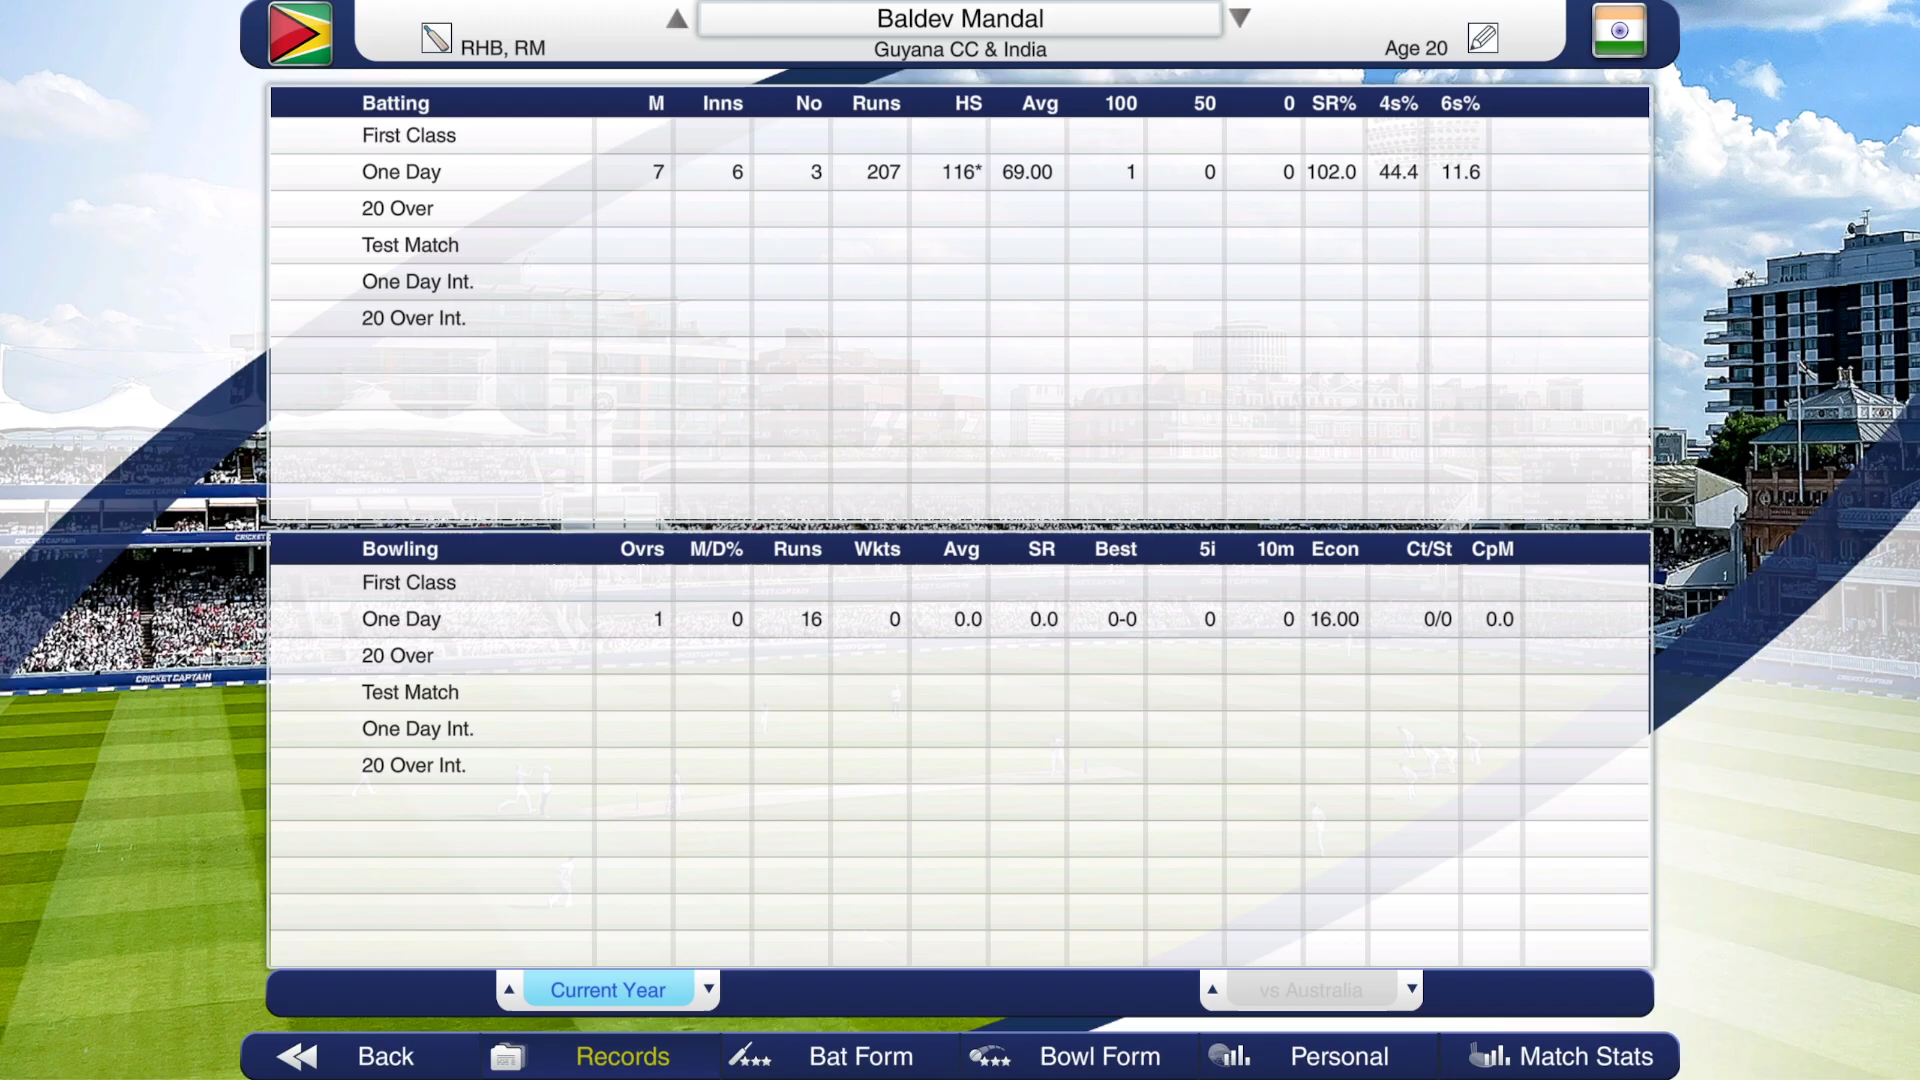 Baldev Mandal
RHB, RM
Guyana CC & India
Age 20
Batting M Inns No Runs HS Avg 100 50 0 SR% 4s% 6s%
First Class
One Day 7 6 3 207 116* 69.00 1 0 0 102.0 44.4 11.6
20 Over
Test Match
One Day Int.
20 Over Int.
CRICKET CAPTAIN
Bowling Ovrs M/D% Runs Wkts Avg SR Best 5i 10m Econ Ct/St CpM
First Class
One Day 1 0 16 0 0.0 0.0 0-0 0 0 16.00 0/0 0.0
20 Over
Test Match
One Day Int.
20 Over Int.
CRICKET CAPTAIN
Current Year
vs Australia
Back
Records
Bat Form
Bowl Form
Personal
Match Stats